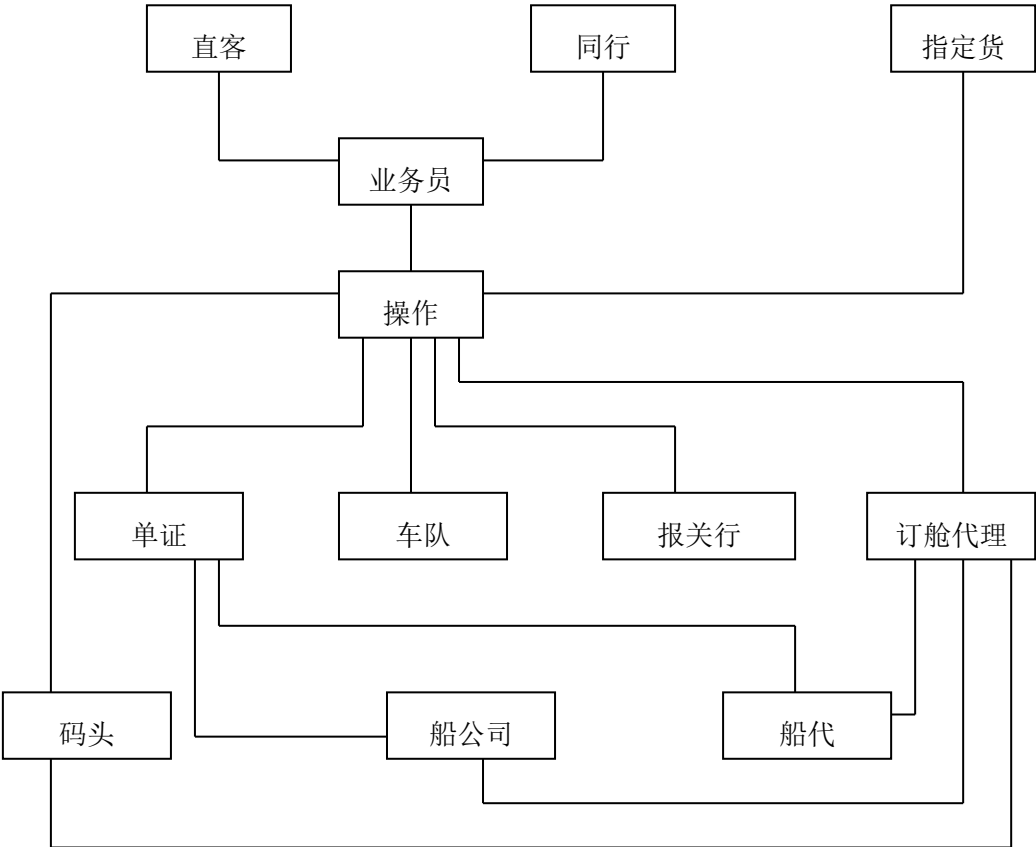 直客
同行
指定货
业务员
操作
单证
车队
报关行
订舱代理
码头
船公司
船代